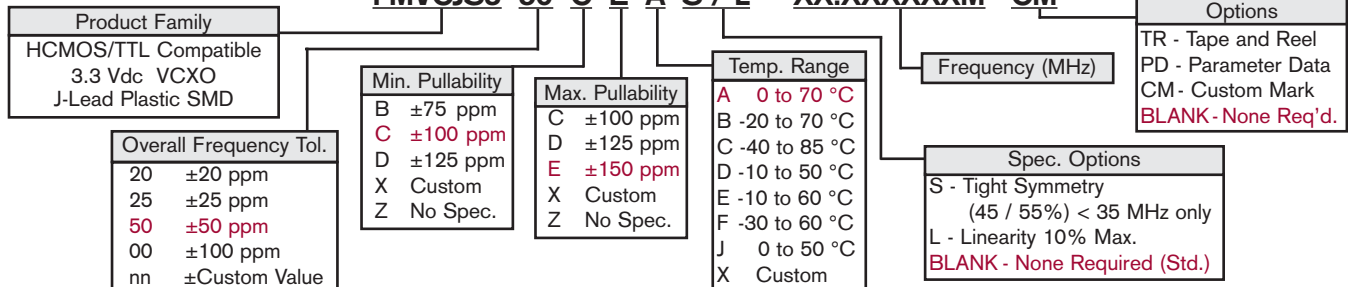 C E A S / L XX.XXXXXXM CM
Product Family
HCMOS/TTL Compatible
3.3 Vdc VCXO
J-Lead Plastic SMD
Overall Frequency Tol.
20 ±20 ppm
25 ±25 ppm
50 ±50 ppm
00 ±100 ppm
nn ±Custom Value
Min. Pullability
B ±75 ppm
C ±100 ppm
D ±125 ppm
X Custom
Z No Spec.
Max. Pullability
C ±100 ppm
D ±125 ppm
E ±150 ppm
X Custom
Z No Spec.
Temp. Range
A 0 to 70 °C
B -20 to 70 °C
C -40 to 85 °C
D -10 to 50 °C
E -10 to 60 °C
F -30 to 60 °C
J 0 to 50 °C
X Custom
Spec. Options
S - Tight Symmetry
(45 / 55%) < 35 MHz only
L - Linearity 10% Max.
BLANK - None Required (Std.)
Frequency (MHz)
Options
TR - Tape and Reel
PD - Parameter Data
CM - Custom Mark
BLANK - None Req'd.